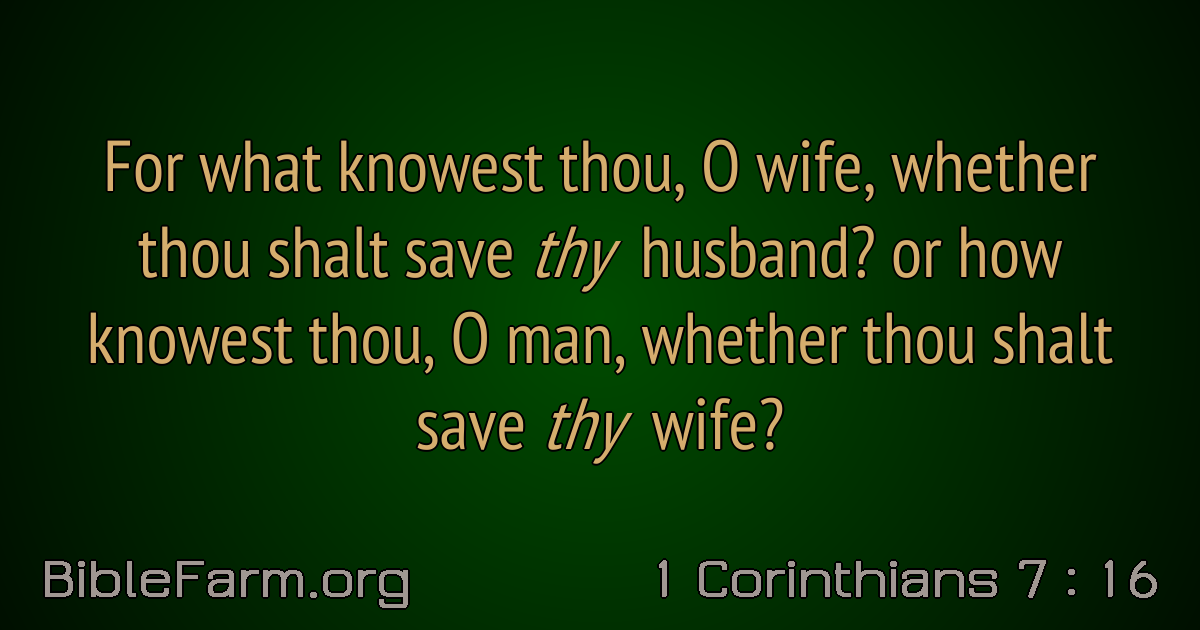 For what knowest thou, O wife, whether
thou shalt save thy husband? or how
knowest thou, O man, whether thou shalt
save thy wife?
BibleFarm.org
1 Corinthians 7 : 16